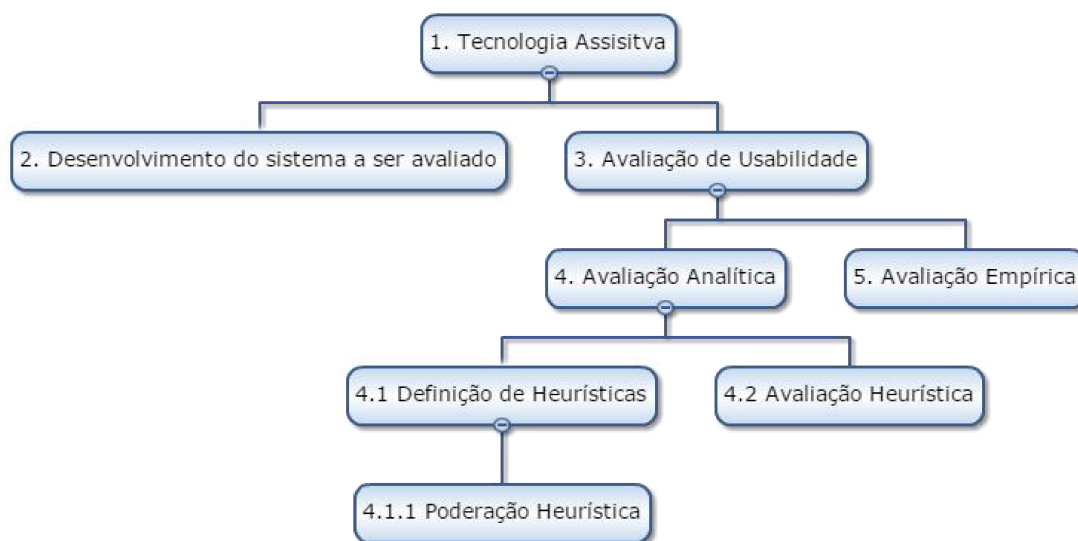 1. Tecnologia Assisitva
2. Desenvolvimento do sistema a ser avaliado
3. Avaliação de Usabilidade
4. Avaliação Analítica
5. Avaliação Empírica
4.1 Definição de Heurísticas
4.2 Avaliação Heurística
4.1.1 Poderação Heurística